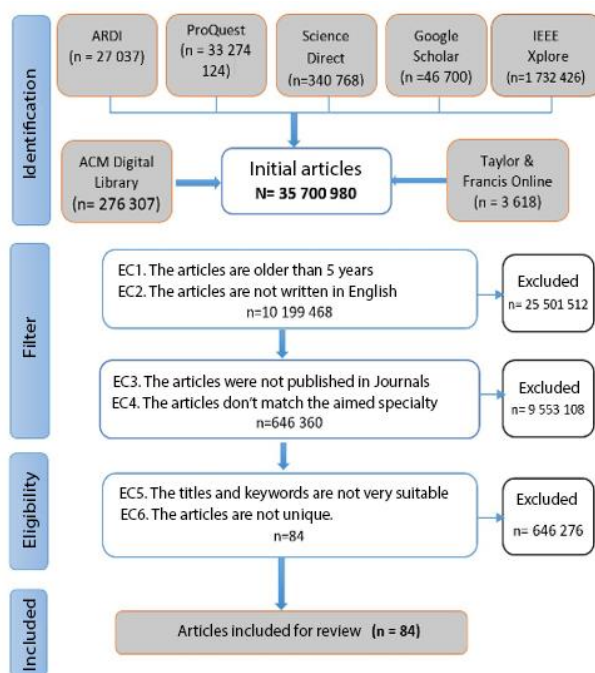 Identification
ARDI
(n = 27 037)
ProQuest
(n = 33 274
124)
Science
Direct
(n=340 768)
Google
Scholar
(n =46 700)
IEEE
Xplore
(n=1 732 426)
ACM Digital
Library
(n= 276 307)
Initial articles
N= 35 700 980
Taylor &
Francis Online
(n = 3 618)
Filter
EC1. The articles are older than 5 years
EC2. The articles are not written in English
n=10 199 468
Excluded
n= 25 501 512
EC3. The articles were not published in Journals
EC4. The articles don't match the aimed specialty
n=646 360
Excluded
n= 9 553 108
Eligibility
EC5. The titles and keywords are not very suitable
EC6. The articles are not unique.
n=84
Excluded
n= 646 276
Included
Articles included for review (n = 84)